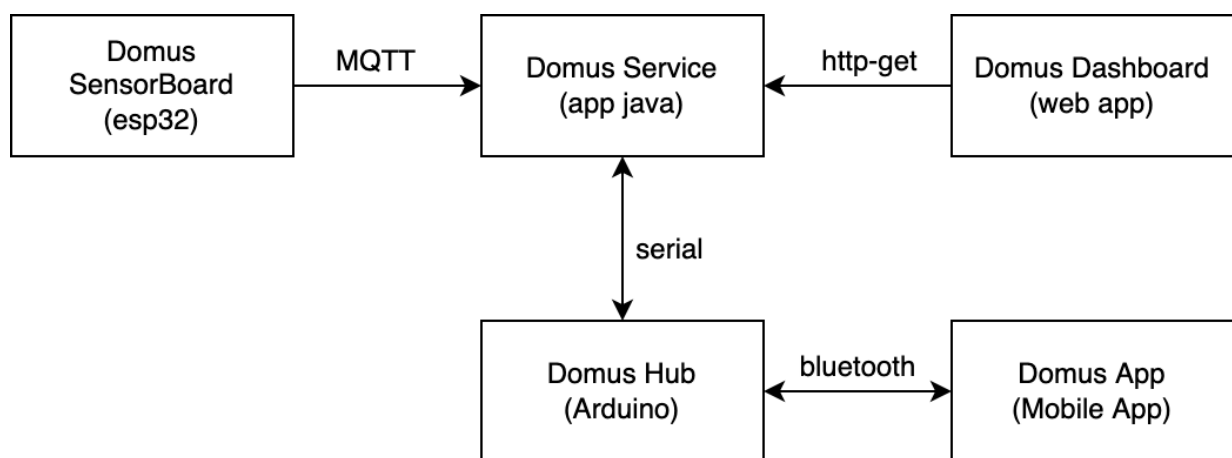 Domus
SensorBoard
(esp32)
MQTT
Domus Service
(app java)
http-get
Domus Dashboard
(web app)
serial
Domus Hub
(Arduino)
bluetooth
Domus App
(Mobile App)